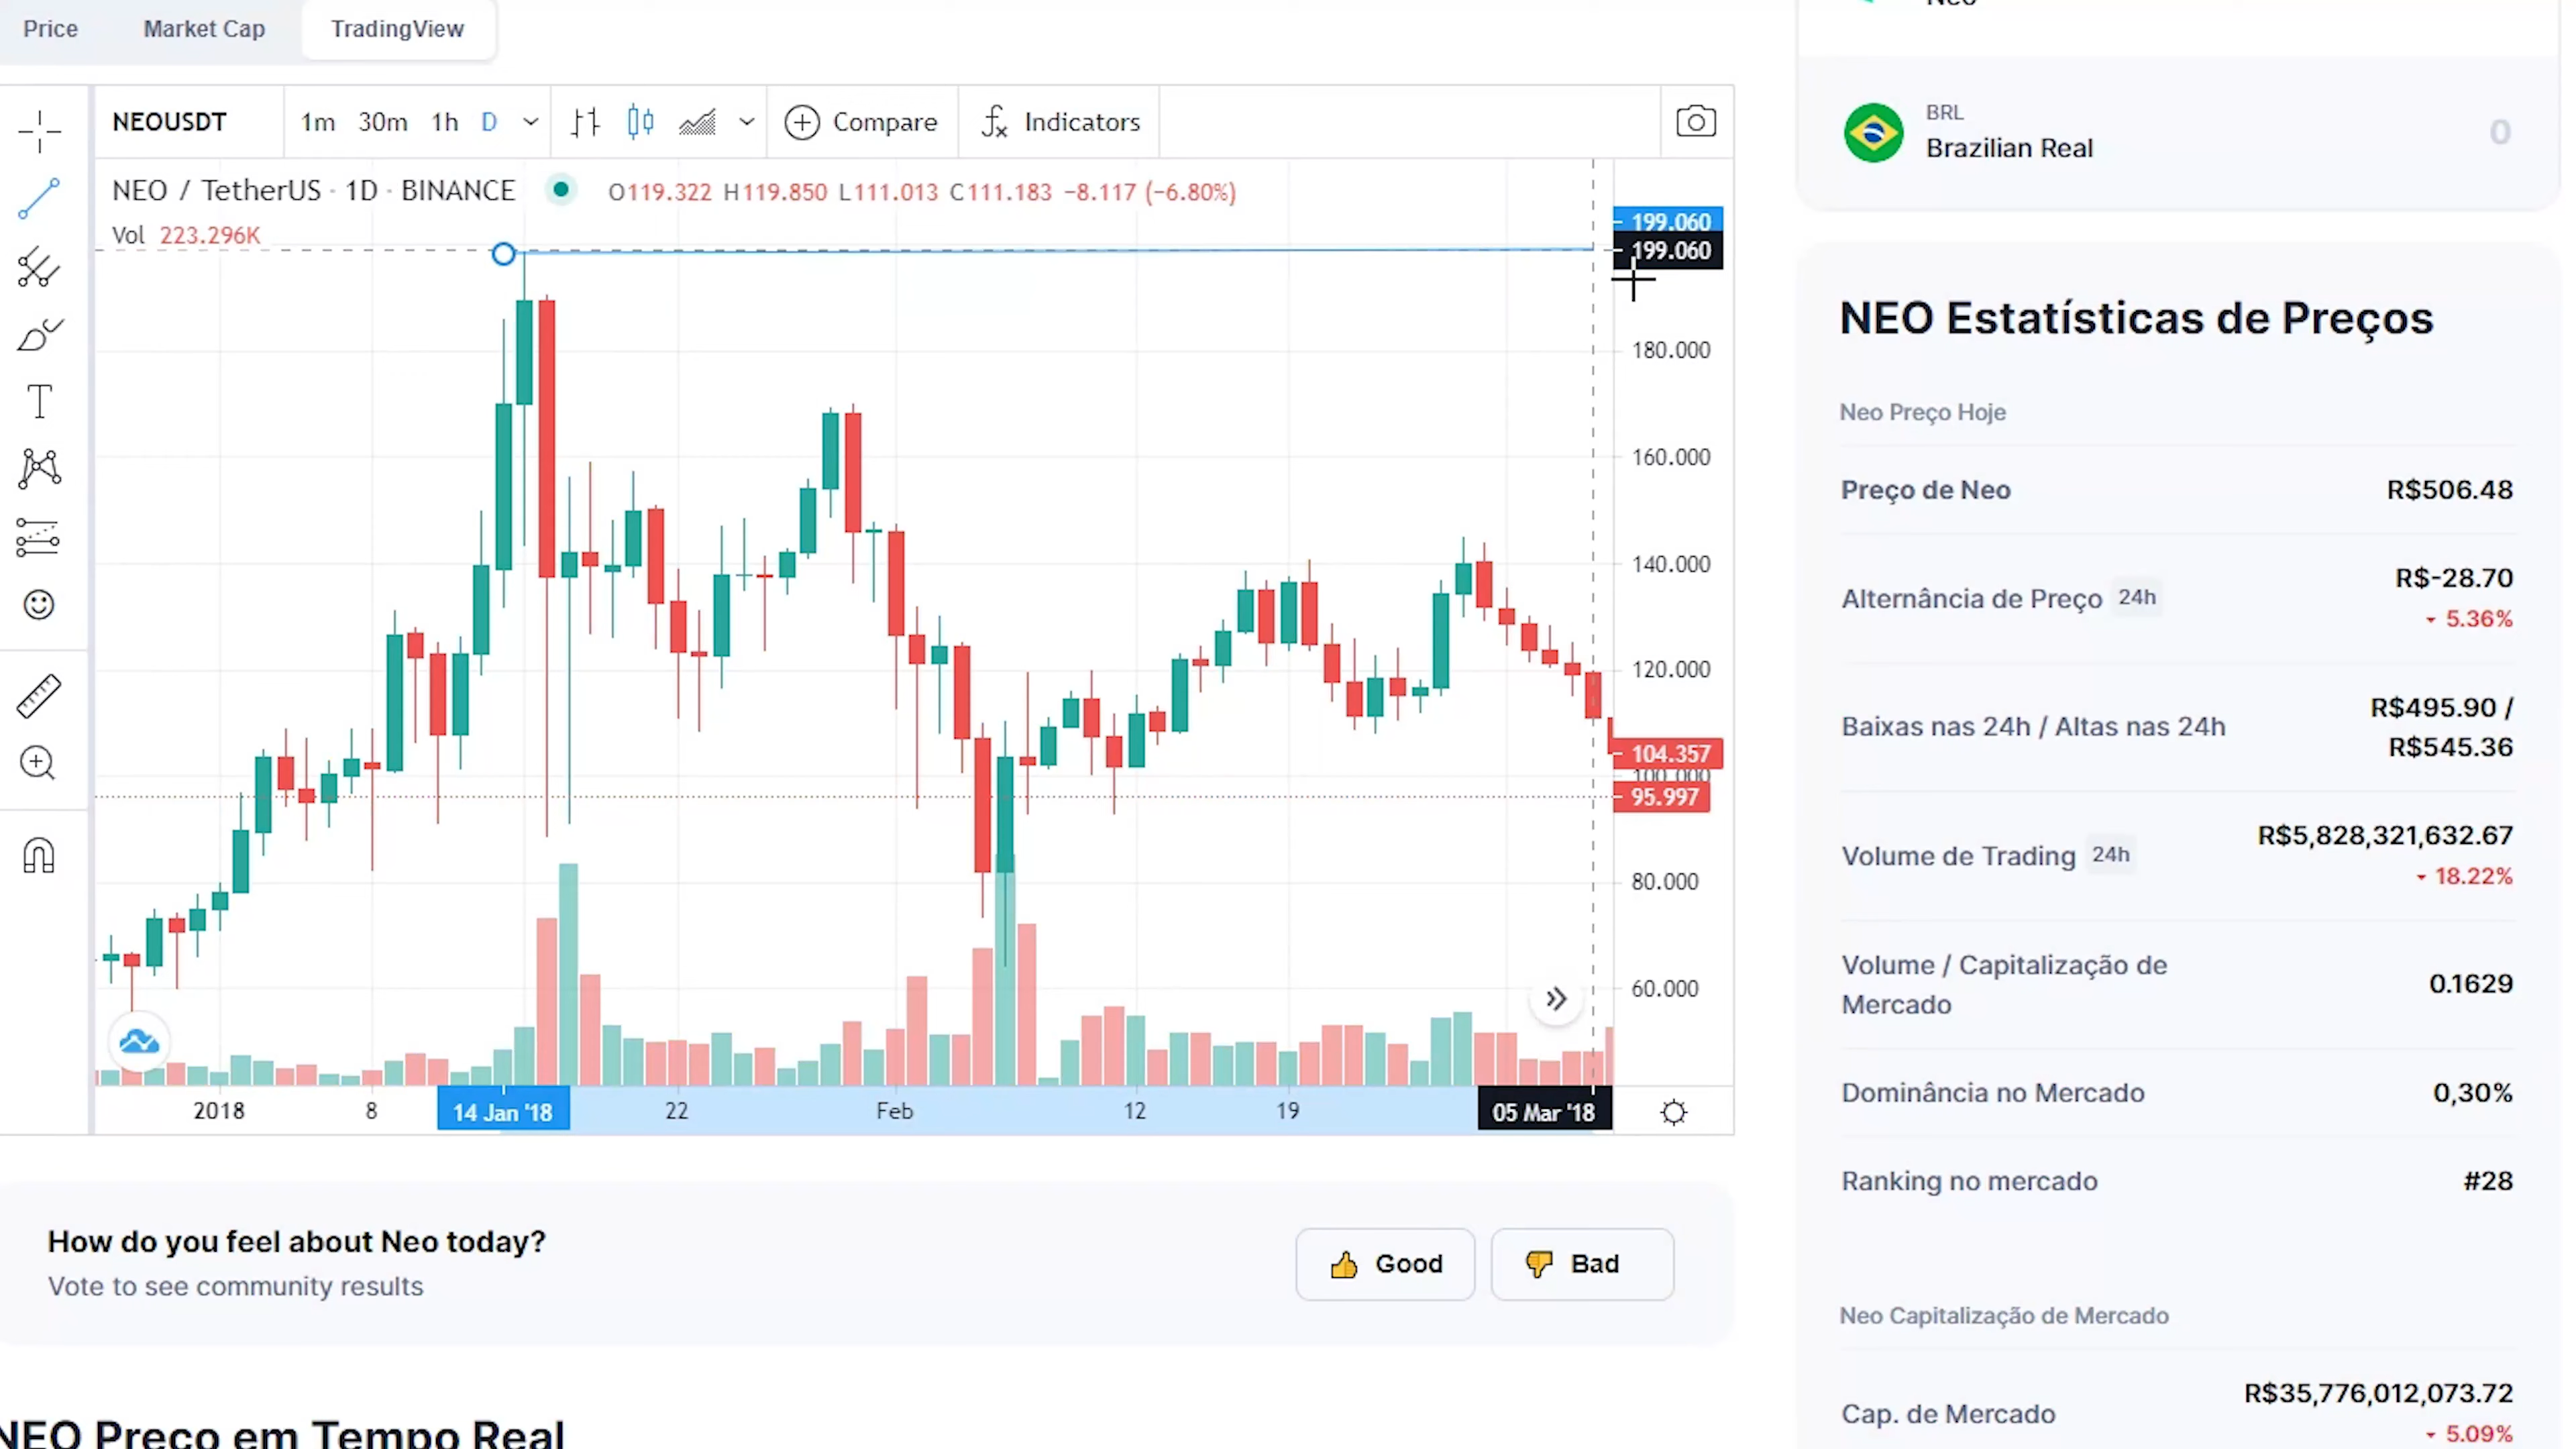 Price Market Cap TradingView
NEOUSDT 1m 30m 1h D Compare Indicators
NEO / TetherUS · 1D · BINANCE O119.322 H119.850 L111.013 C111.183 −8.117 (−6.80%)
Vol 223.296K
199.060
199.060
180.000
160.000
140.000
120.000
104.357
100.000
95.997
80.000
60.000
2018 8 14 Jan '18 22 Feb 12 19 05 Mar '18
How do you feel about Neo today?
Vote to see community results
Good Bad
NEO Preço em Tempo Real
Neo
BRL
Brazilian Real 0
NEO Estatísticas de Preços
Neo Preço Hoje
Preço de Neo R$506.48
Alternância de Preço 24h R$-28.70
5.36%
Baixas nas 24h / Altas nas 24h R$495.90 /
R$545.36
Volume de Trading 24h R$5,828,321,632.67
18.22%
Volume / Capitalização de
Mercado 0.1629
Dominância no Mercado 0,30%
Ranking no mercado #28
Neo Capitalização de Mercado
Cap. de Mercado R$35,776,012,073.72
5.09%